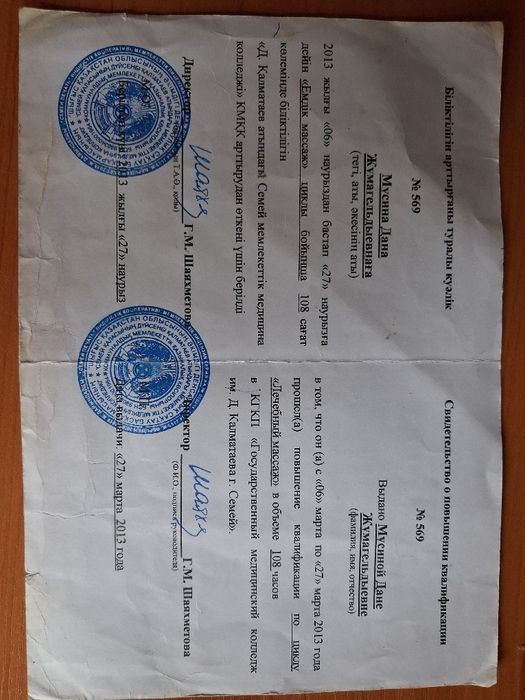 Біліктілігін арттырғаны туралы куәлік
№ 569
Мусина Дана
Жумагельдыевнаға
(тегі, аты, әкесінің аты)
2013 жылғы «06» наурыздан бастап «27» наурызға
дейін «Емдік массаж» циклы бойынша 108 сағат
көлемінде біліктілігін
«Д. Қалматаев атындағы Семей мемлекеттік медицина
колледжі» КМҚК арттырудан өткені үшін берілді
Директор Г.М. Шаяхметова
Т.А.Ә., қолы)
2013 жылғы «27» наурыз
Свидетельство о повышении квалификации
№ 569
Выдано Мусиной Дане
Жумагельдыевне
(фамилия, имя, отчество)
в том, что он (а) с «06» марта по «27» марта 2013 года
прошел(а) повышение квалификации по циклу
«Лечебный массаж» в объеме 108 часов
в КГКП «Государственный медицинский колледж
им. Д. Калматаева г. Семей».
Директор Г.М. Шаяхметова
(Ф.И.О., подпись руководителя)
Дата выдачи: «27» марта 2013 года